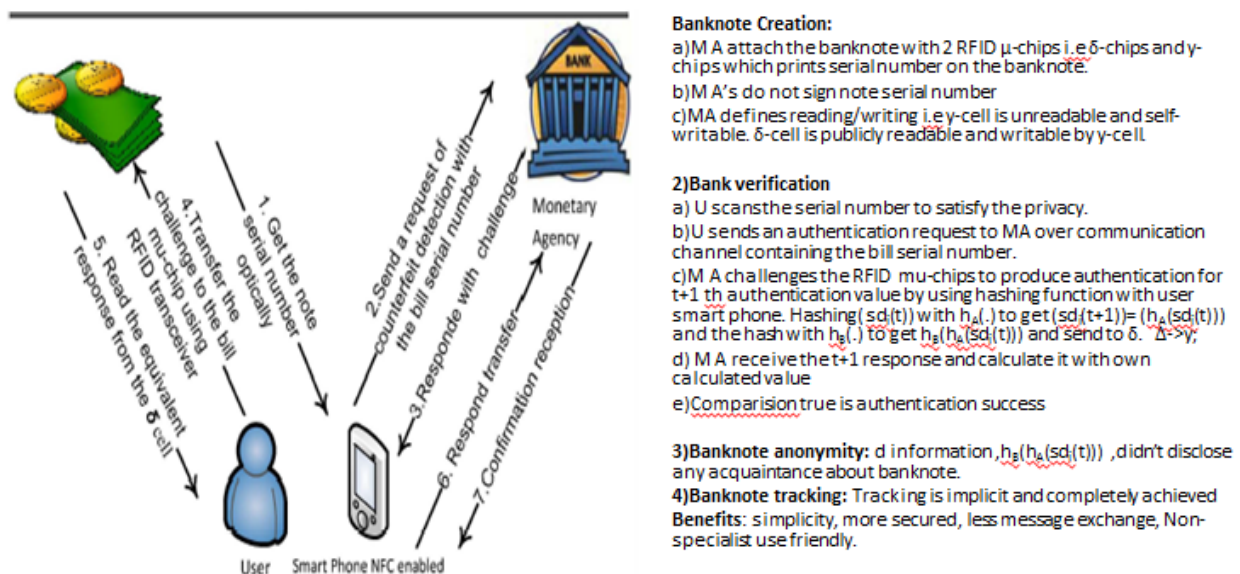 BANK
1. Get the note
serial number
optically
2.Send a request of
counterfeit detection with
the bill serial number
3.Responde with challenge
4.Transfer the
challenge to the bill
mu-chip using
RFID transceiver
5. Read the equivalent
response from the δ cell
6. Respond transfer
7.Confirmation reception
Monetary
Agency
User
Smart Phone NFC enabled
Banknote Creation:
a)M A attach the banknote with 2 RFID μ-chips i.e δ-chips and y-
chips which prints serial number on the banknote.
b)M A's do not sign note serial number
c)MA defines reading/writing i.e y-cell is unreadable and self-
writable. δ-cell is publicly readable and writable by y-cell.
2)Bank verification
a) U scans the serial number to satisfy the privacy.
b)U sends an authentication request to MA over communication
channel containing the bill serial number.
c)M A challenges the RFID mu-chips to produce authentication for
t+1 th authentication value by using hashing function with user
smart phone. Hashing( sdi(t)) with hA(.) to get (sdi(t+1))= (hA(sdi(t)))
and the hash with hB(.) to get hB(hA(sdi(t))) and send to δ. Δ->y;
d) M A receive the t+1 response and calculate it with own
calculated value
e)Comparision true is authentication success
3)Banknote anonymity: d information ,hB(hA(sdi(t))) ,didn't disclose
any acquaintance about banknote.
4)Banknote tracking: Tracking is implicit and completely achieved
Benefits: simplicity, more secured, less message exchange, Non-
specialist use friendly.